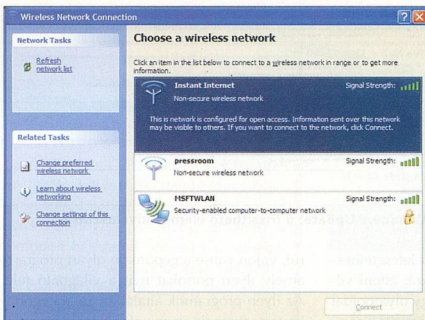 Wireless Network Connection
Network Tasks
Refresh
network list
Related Tasks
Change preferred
wireless network
Learn about wireless
networking
Change settings of this
connection
Choose a wireless network
Click an item in the list below to connect to a wireless network in range or to get more
information.
Instant Internet
Signal Strength:
Non-secure wireless network
This is network is configured for open access. Information sent over this network
may be visible to others. If you want to connect to the network, dlick Connect.
pressroom
Signal Strength:
Non-secure wireless network
MSFTWLAN
Signal Strength:
Security-enabled computer-to-computer network
Connect